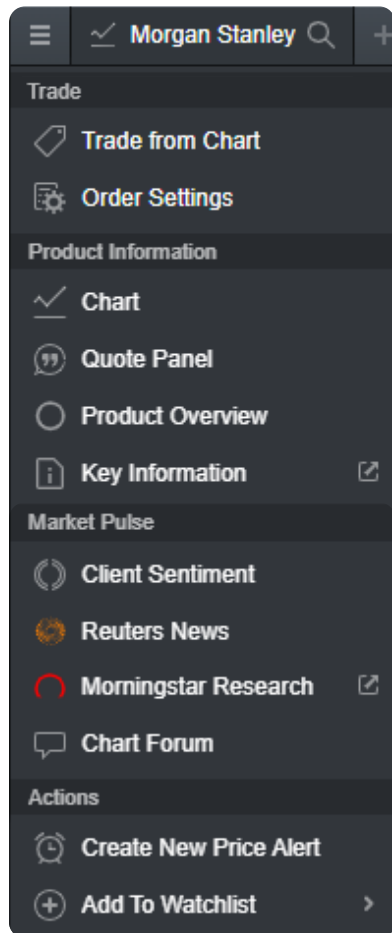 Morgan Stanley
Trade
Trade from Chart
Order Settings
Product Information
Chart
Quote Panel
Product Overview
Key Information
Market Pulse
Client Sentiment
Reuters News
Morningstar Research
Chart Forum
Actions
Create New Price Alert
Add To Watchlist